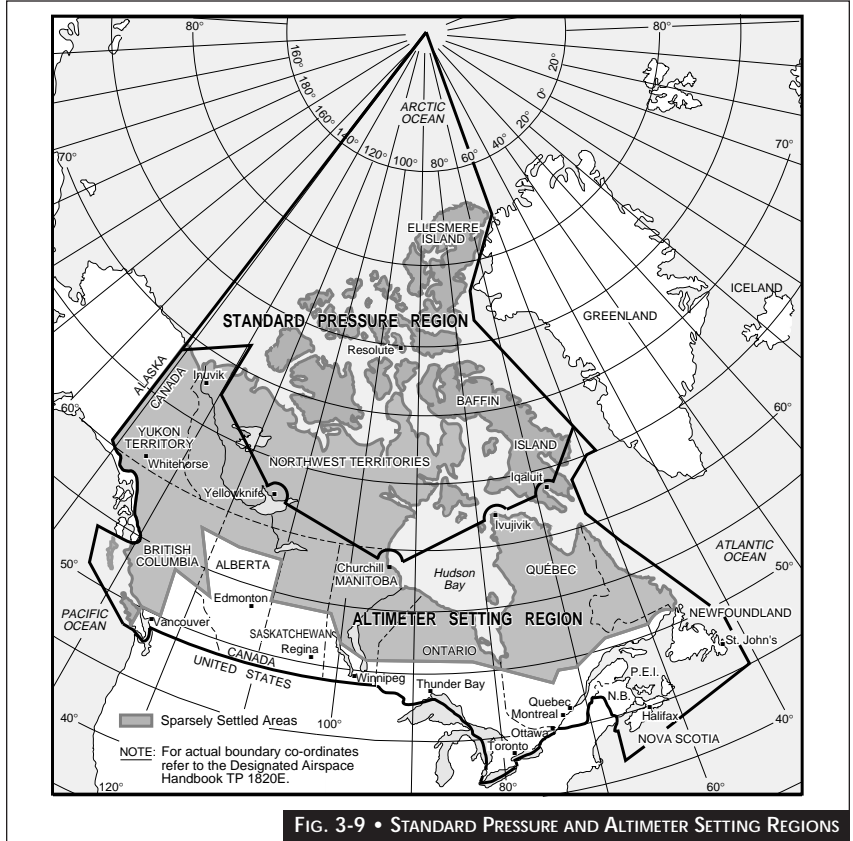 80°
80°
160°
180°
160°
140°
120°
100°
80°
60°
40°
20°
0°
20°
ARCTIC
OCEAN
70°
70°
ELLESMERE
ISLAND
ICELAND
GREENLAND
STANDARD PRESSURE REGION
Resolute
ALASKA
CANADA
Inuvik
BAFFIN
ISLAND
60°
60°
YUKON
TERRITORY
Whitehorse
NORTHWEST TERRITORIES
Iqaluit
Yellowknife
Ivujivik
ATLANTIC
OCEAN
50°
50°
BRITISH
COLUMBIA
ALBERTA
Churchill
MANITOBA
Hudson
Bay
QUÉBEC
Edmonton
PACIFIC
OCEAN
Vancouver
ALTIMETER SETTING REGION
NEWFOUNDLAND
St. John's
SASKATCHEWAN
Regina
ONTARIO
CANADA
UNITED STATES
Winnipeg
Thunder Bay
P.E.I.
N.B.
Quebec
Montreal
Halifax
Ottawa
Toronto
NOVA SCOTIA
40°
40°
Sparsely Settled Areas
100°
NOTE: For actual boundary co-ordinates
refer to the Designated Airspace
Handbook TP 1820E.
120°
80°
60°
FIG. 3-9 • STANDARD PRESSURE AND ALTIMETER SETTING REGIONS